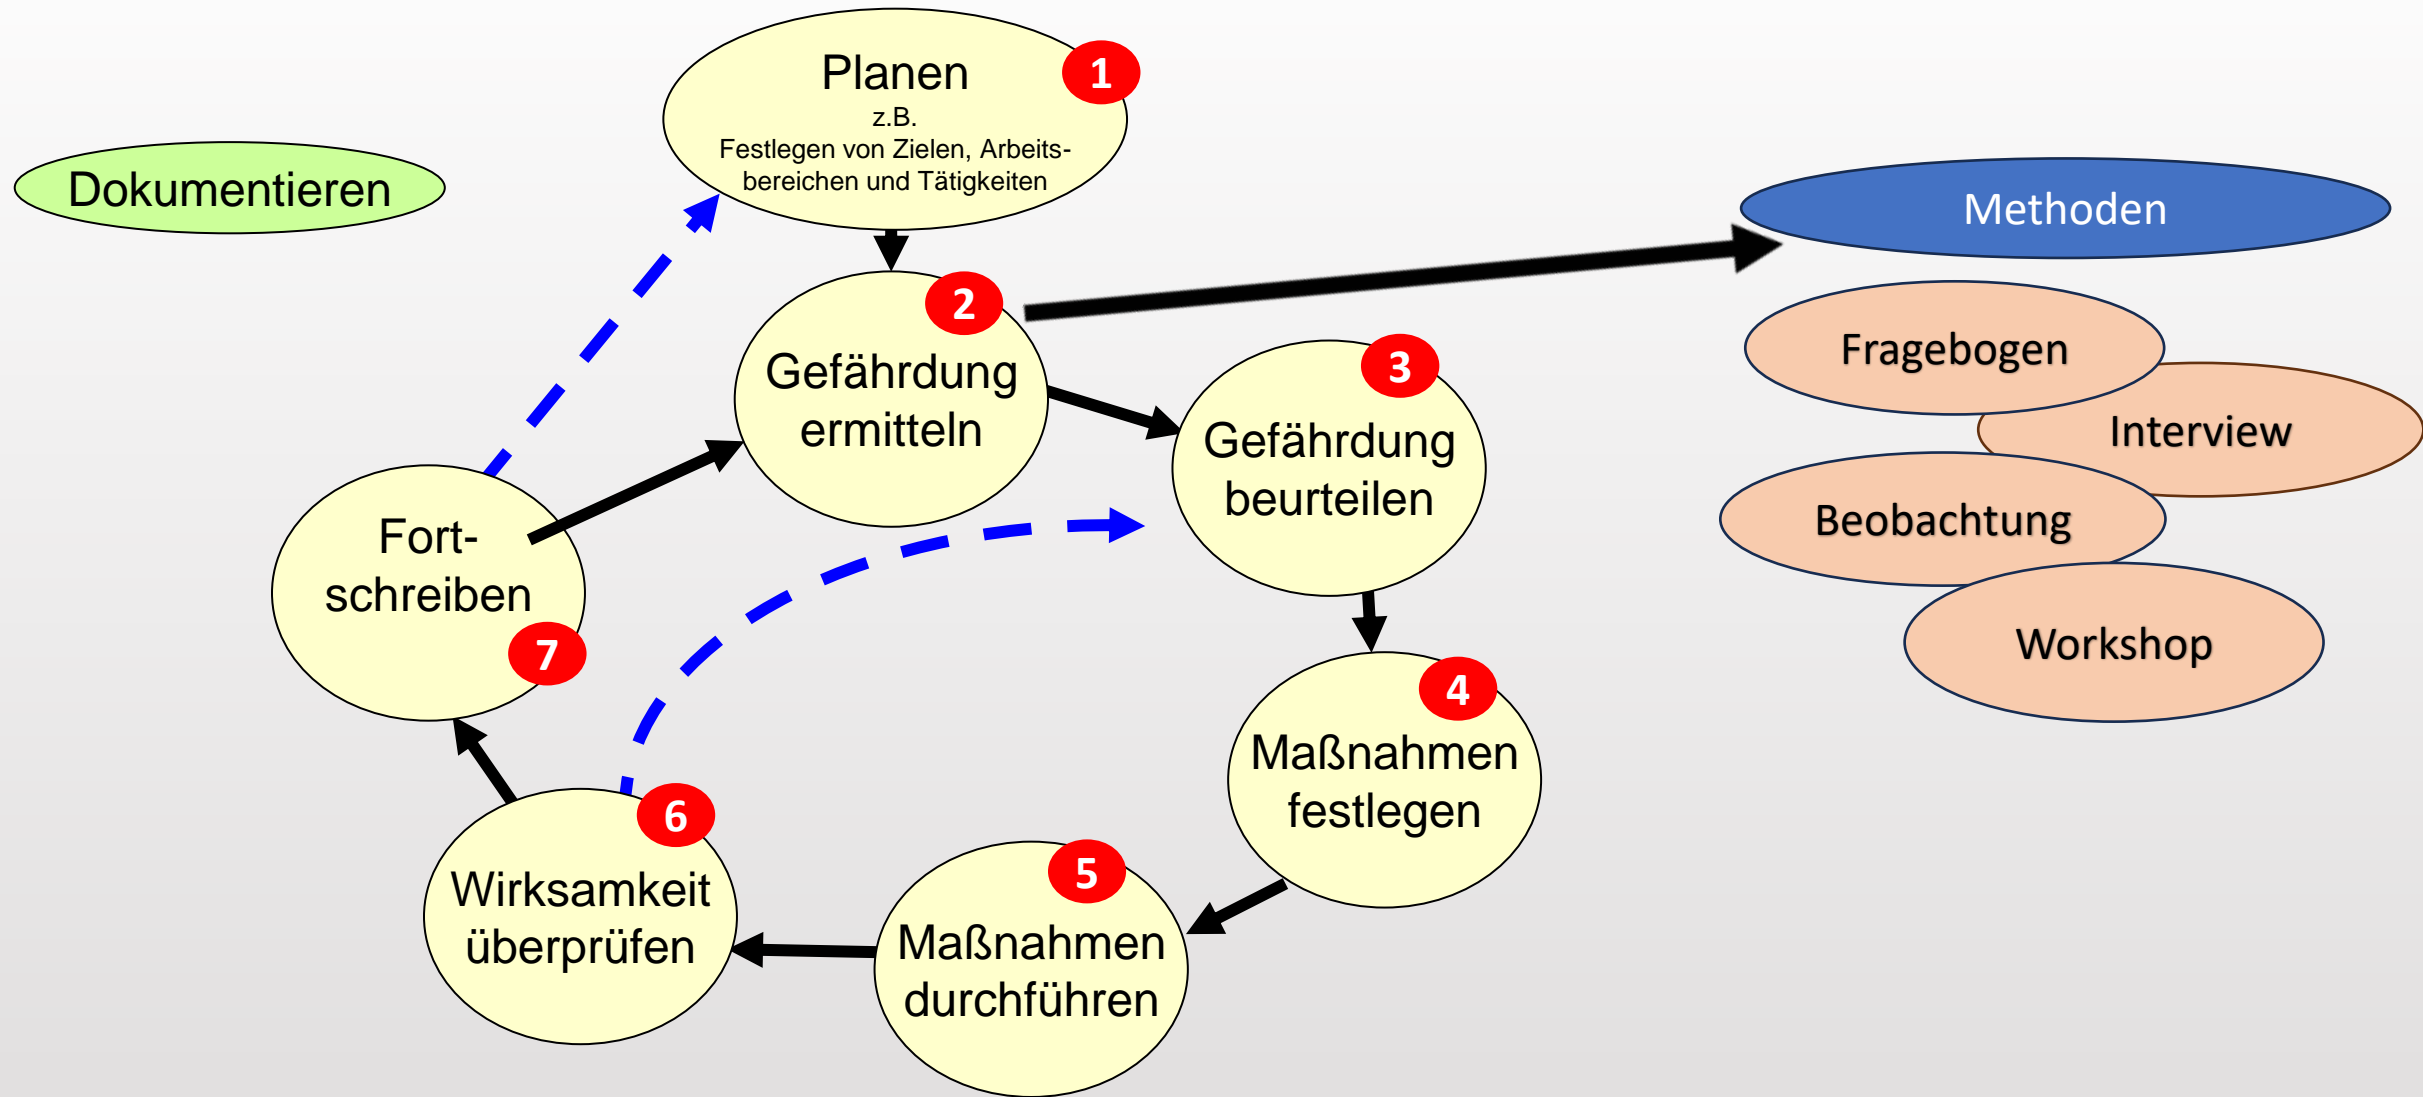 Planen
1
z.B.
Festlegen von Zielen, Arbeits-
bereichen und Tätigkeiten
Dokumentieren
Methoden
2
Gefährdung
ermitteln
3
Gefährdung
beurteilen
Fragebogen
Interview
Beobachtung
Workshop
4
Maßnahmen
festlegen
5
Maßnahmen
durchführen
6
Wirksamkeit
überprüfen
Fort-
schreiben
7